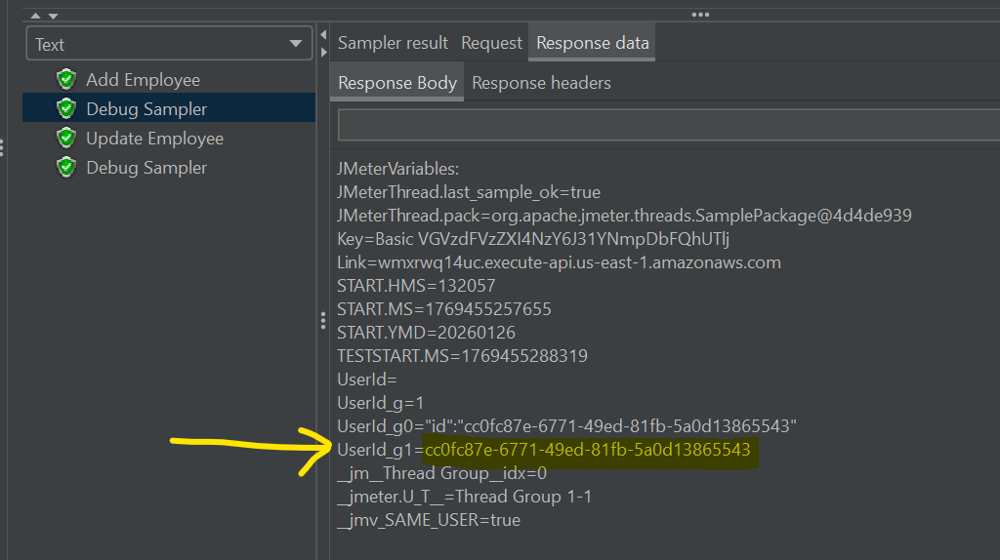 Text
Add Employee
Debug Sampler
Update Employee
Debug Sampler
Sampler result Request Response data
Response Body Response headers
JMeterVariables:
JMeterThread.last_sample_ok=true
JMeterThread.pack=org.apache.jmeter.threads.SamplePackage@4d4de939
Key=Basic VGVzdFVzZXI4NzY6J31YNmpDbFQhUTlj
Link=wmxrwq14uc.execute-api.us-east-1.amazonaws.com
START.HMS=132057
START.MS=1769455257655
START.YMD=20260126
TESTSTART.MS=1769455288319
UserId=
UserId_g=1
UserId_g0="id":"cc0fc87e-6771-49ed-81fb-5a0d13865543"
UserId_g1=cc0fc87e-6771-49ed-81fb-5a0d13865543
__jm__Thread Group__idx=0
__jmeter.U_T__=Thread Group 1-1
__jmv_SAME_USER=true